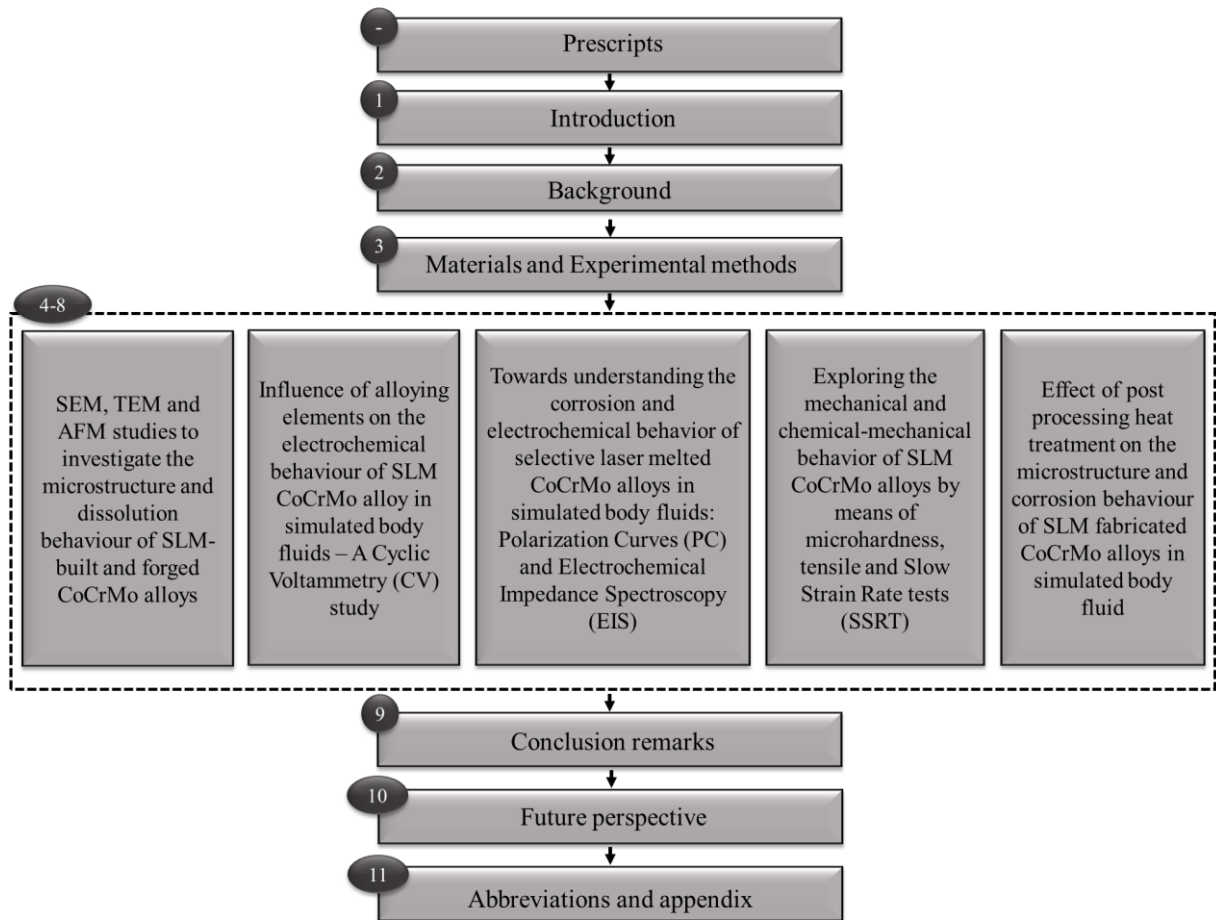 -
Prescripts
1
Introduction
2
Background
3
Materials and Experimental methods
4-8
SEM, TEM and
AFM studies to
investigate the
microstructure and
dissolution
behaviour of SLM-
built and forged
CoCrMo alloys
Influence of alloying
elements on the
electrochemical
behaviour of SLM
CoCrMo alloy in
simulated body
fluids – A Cyclic
Voltammetry (CV)
study
Towards understanding the
corrosion and
electrochemical behavior of
selective laser melted
CoCrMo alloys in
simulated body fluids:
Polarization Curves (PC)
and Electrochemical
Impedance Spectroscopy
(EIS)
Exploring the
mechanical and
chemical-mechanical
behavior of SLM
CoCrMo alloys by
means of
microhardness,
tensile and Slow
Strain Rate tests
(SSRT)
Effect of post
processing heat
treatment on the
microstructure and
corrosion behaviour
of SLM fabricated
CoCrMo alloys in
simulated body
fluid
9
Conclusion remarks
10
Future perspective
11
Abbreviations and appendix